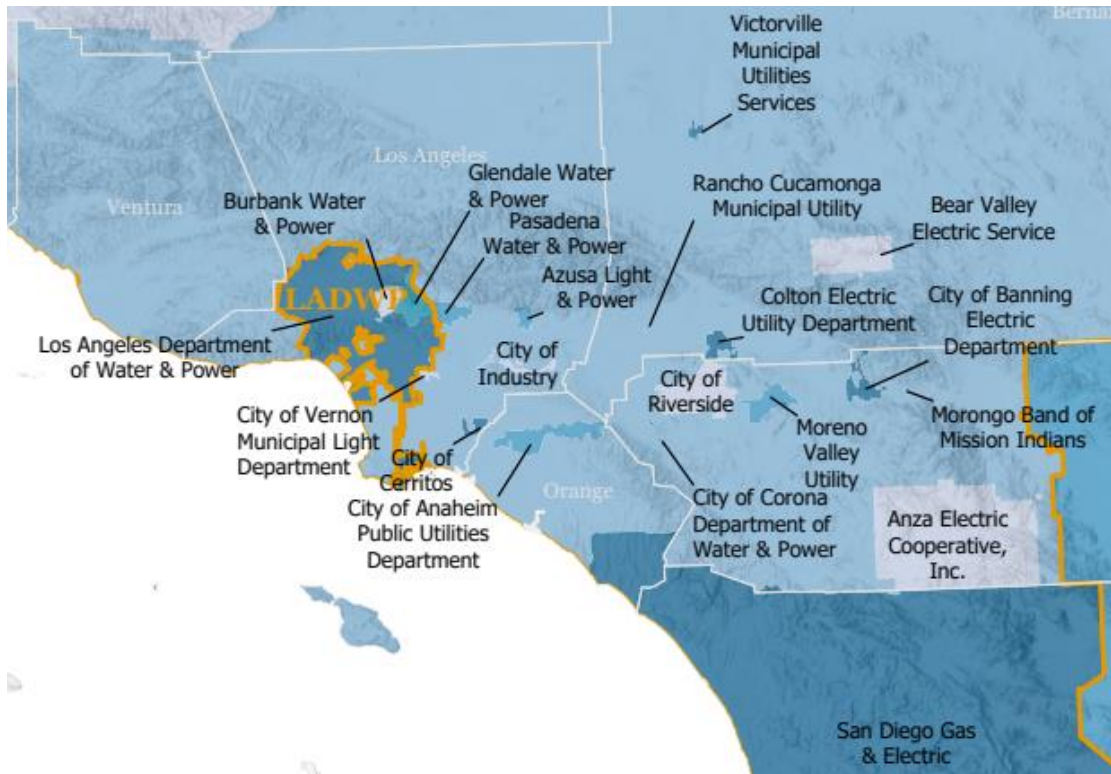 Victorville
Municipal
Utilities
Services
Los Angeles
Ventura
Burbank Water
& Power
Glendale Water
& Power
Pasadena
Water & Power
Azusa Light
& Power
Rancho Cucamonga
Municipal Utility
Bear Valley
Electric Service
LADWP
Colton Electric
Utility Department
City of Banning
Electric
Department
Los Angeles Department
of Water & Power
City of
Industry
City of
Riverside
City of Vernon
Municipal Light
Department
City of
Cerritos
Moreno
Valley
Utility
Morongo Band of
Mission Indians
City of Anaheim
Public Utilities
Department
Orange
City of Corona
Department of
Water & Power
Anza Electric
Cooperative,
Inc.
San Diego Gas
& Electric